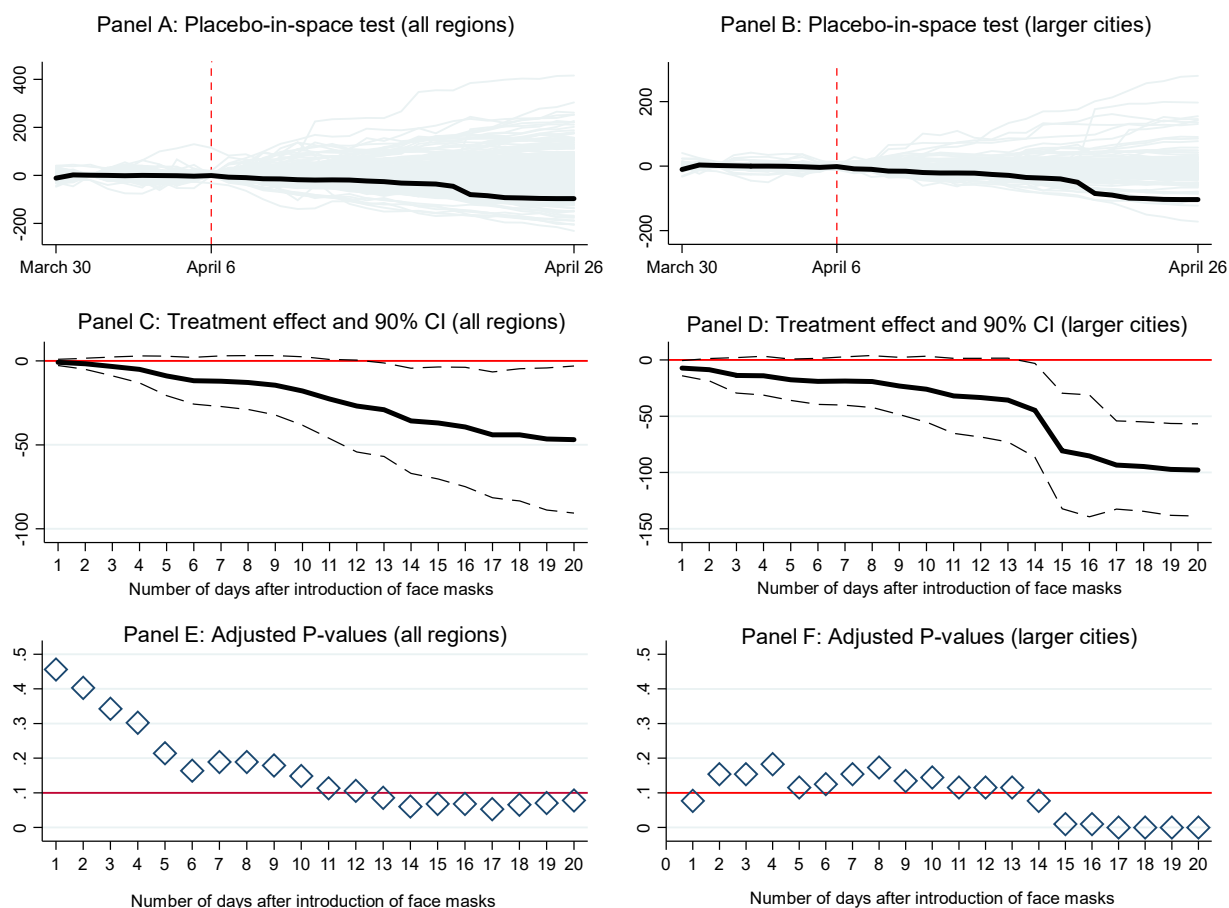 Panel A: Placebo-in-space test (all regions)
400
200
0
-200
March 30
April 6
April 26
Panel B: Placebo-in-space test (larger cities)
200
0
-200
March 30
April 6
April 26
Panel C: Treatment effect and 90% CI (all regions)
0
-50
-100
1 2 3 4 5 6 7 8 9 10 11 12 13 14 15 16 17 18 19 20
Number of days after introduction of face masks
Panel D: Treatment effect and 90% CI (larger cities)
0
-50
-100
-150
1 2 3 4 5 6 7 8 9 10 11 12 13 14 15 16 17 18 19 20
Number of days after introduction of face masks
Panel E: Adjusted P-values (all regions)
.5
.4
.3
.2
.1
0
1 2 3 4 5 6 7 8 9 10 11 12 13 14 15 16 17 18 19 20
Number of days after introduction of face masks
Panel F: Adjusted P-values (larger cities)
.5
.4
.3
.2
.1
0
0 1 2 3 4 5 6 7 8 9 10 11 12 13 14 15 16 17 18 19 20
Number of days after introduction of face masks